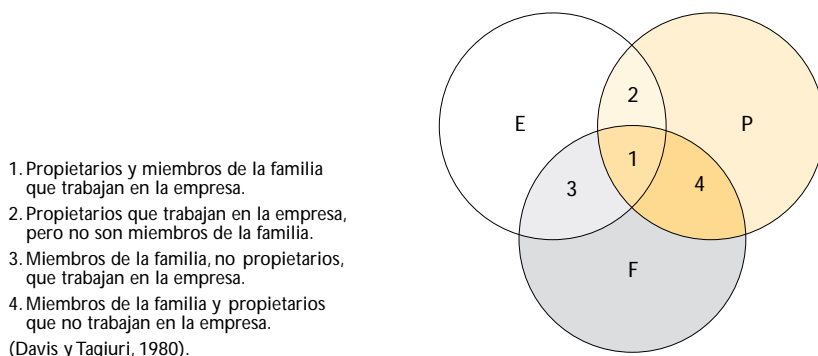 E
P
F
2
1
3
4
1. Propietarios y miembros de la familia
que trabajan en la empresa.
2. Propietarios que trabajan en la empresa,
pero no son miembros de la familia.
3. Miembros de la familia, no propietarios,
que trabajan en la empresa.
4. Miembros de la familia y propietarios
que no trabajan en la empresa.
(Davis y Tagiuri, 1980).